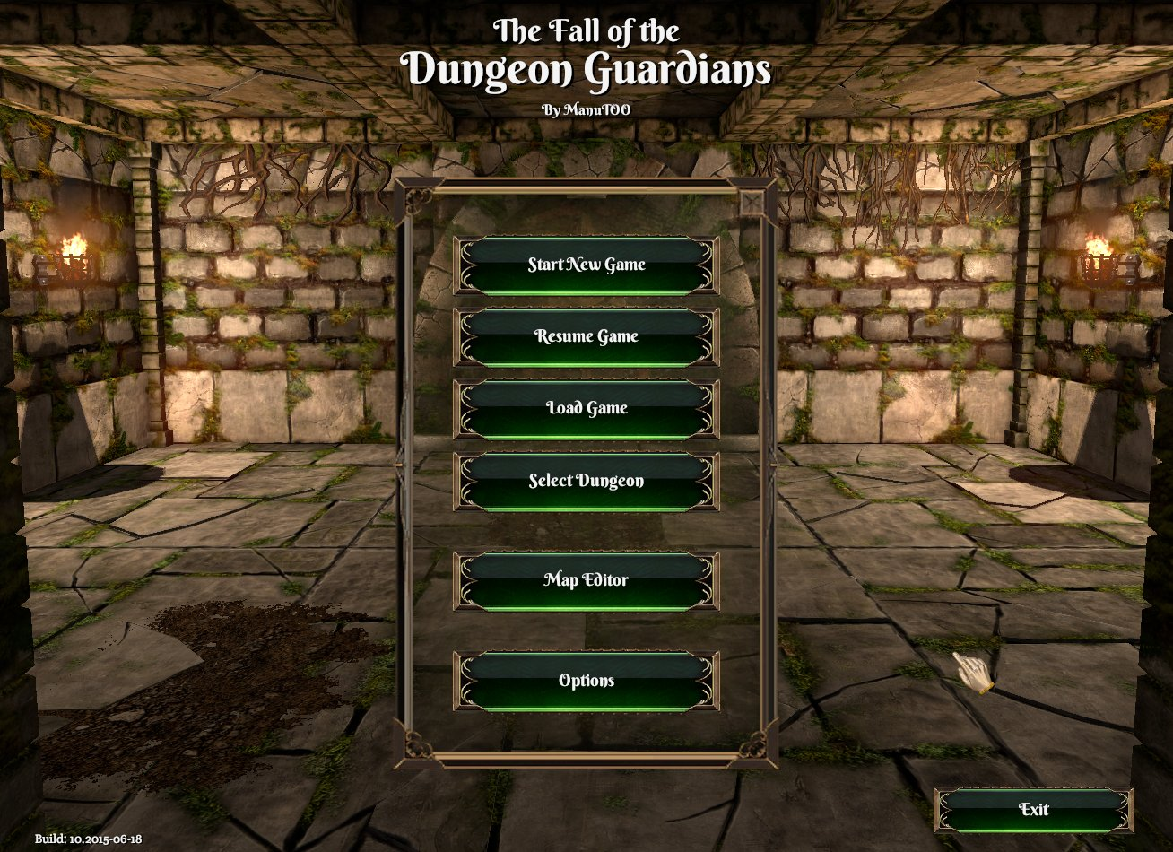 The Fall of the
Dungeon Guardians
By ManuTOO
Start New Game
Resume Game
Load Game
Select Dungeon
Map Editor
Options
Exit
Build: 10.2015-06-18